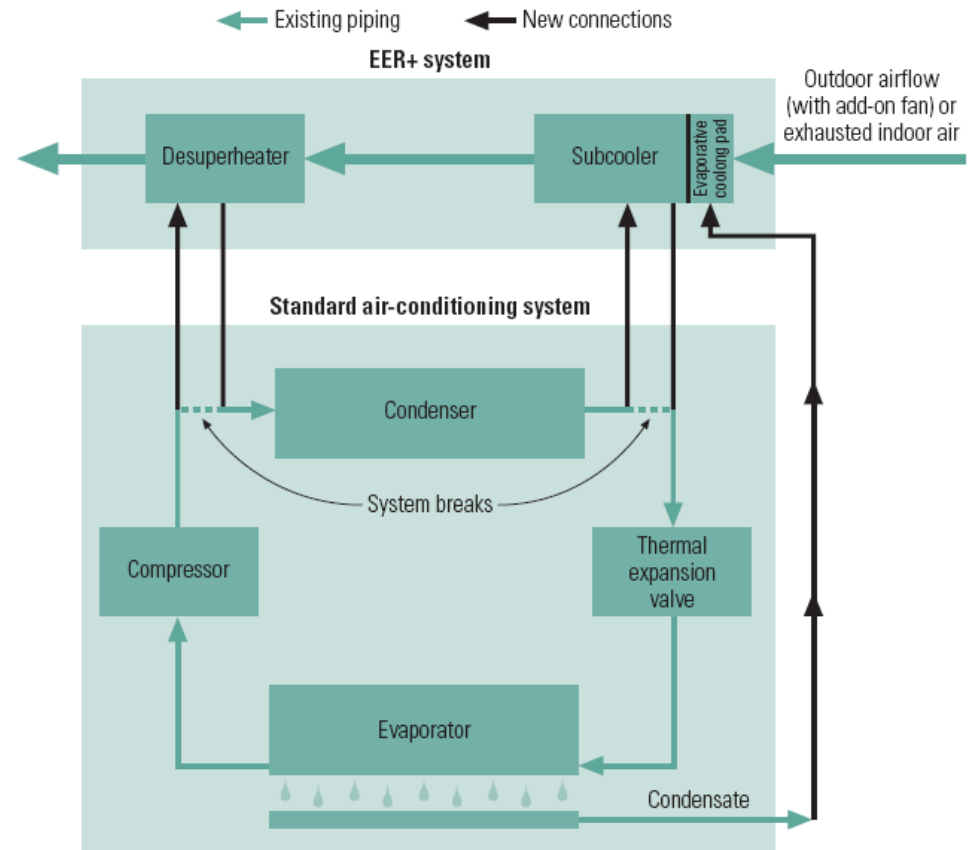 Existing piping
New connections
EER+ system
Outdoor airflow
(with add-on fan) or
exhausted indoor air
Desuperheater
Subcooler
Evaporative
coolong pad
Standard air-conditioning system
Condenser
System breaks
Compressor
Thermal
expansion
valve
Evaporator
Condensate